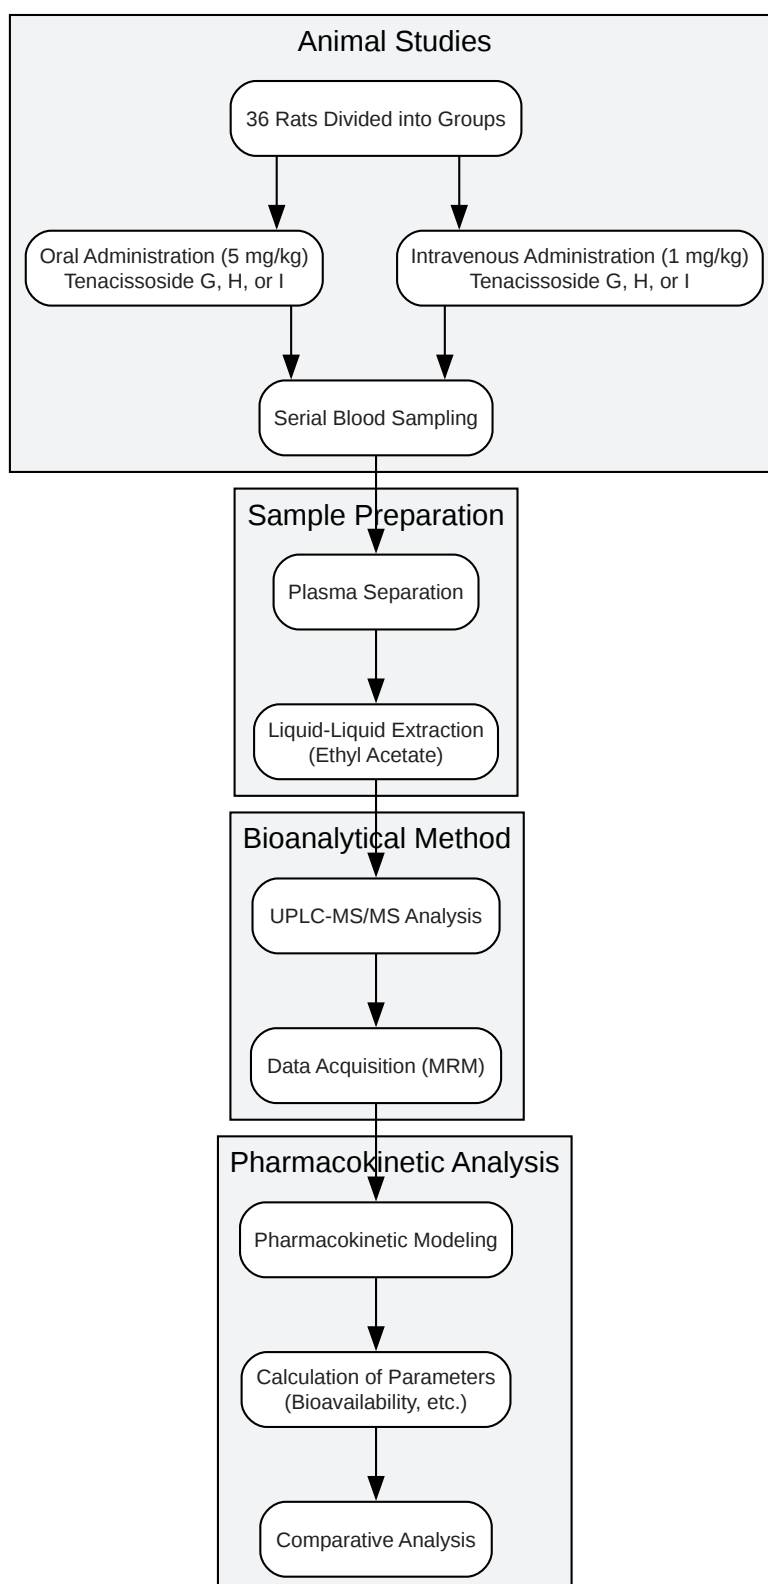 Animal Studies
36 Rats Divided into Groups
Oral Administration (5 mg/kg)
Tenacissoside G, H, or I
Intravenous Administration (1 mg/kg)
Tenacissoside G, H, or I
Serial Blood Sampling
Sample Preparation
Plasma Separation
Liquid-Liquid Extraction
(Ethyl Acetate)
Bioanalytical Method
UPLC-MS/MS Analysis
Data Acquisition (MRM)
Pharmacokinetic Analysis
Pharmacokinetic Modeling
Calculation of Parameters
(Bioavailability, etc.)
Comparative Analysis